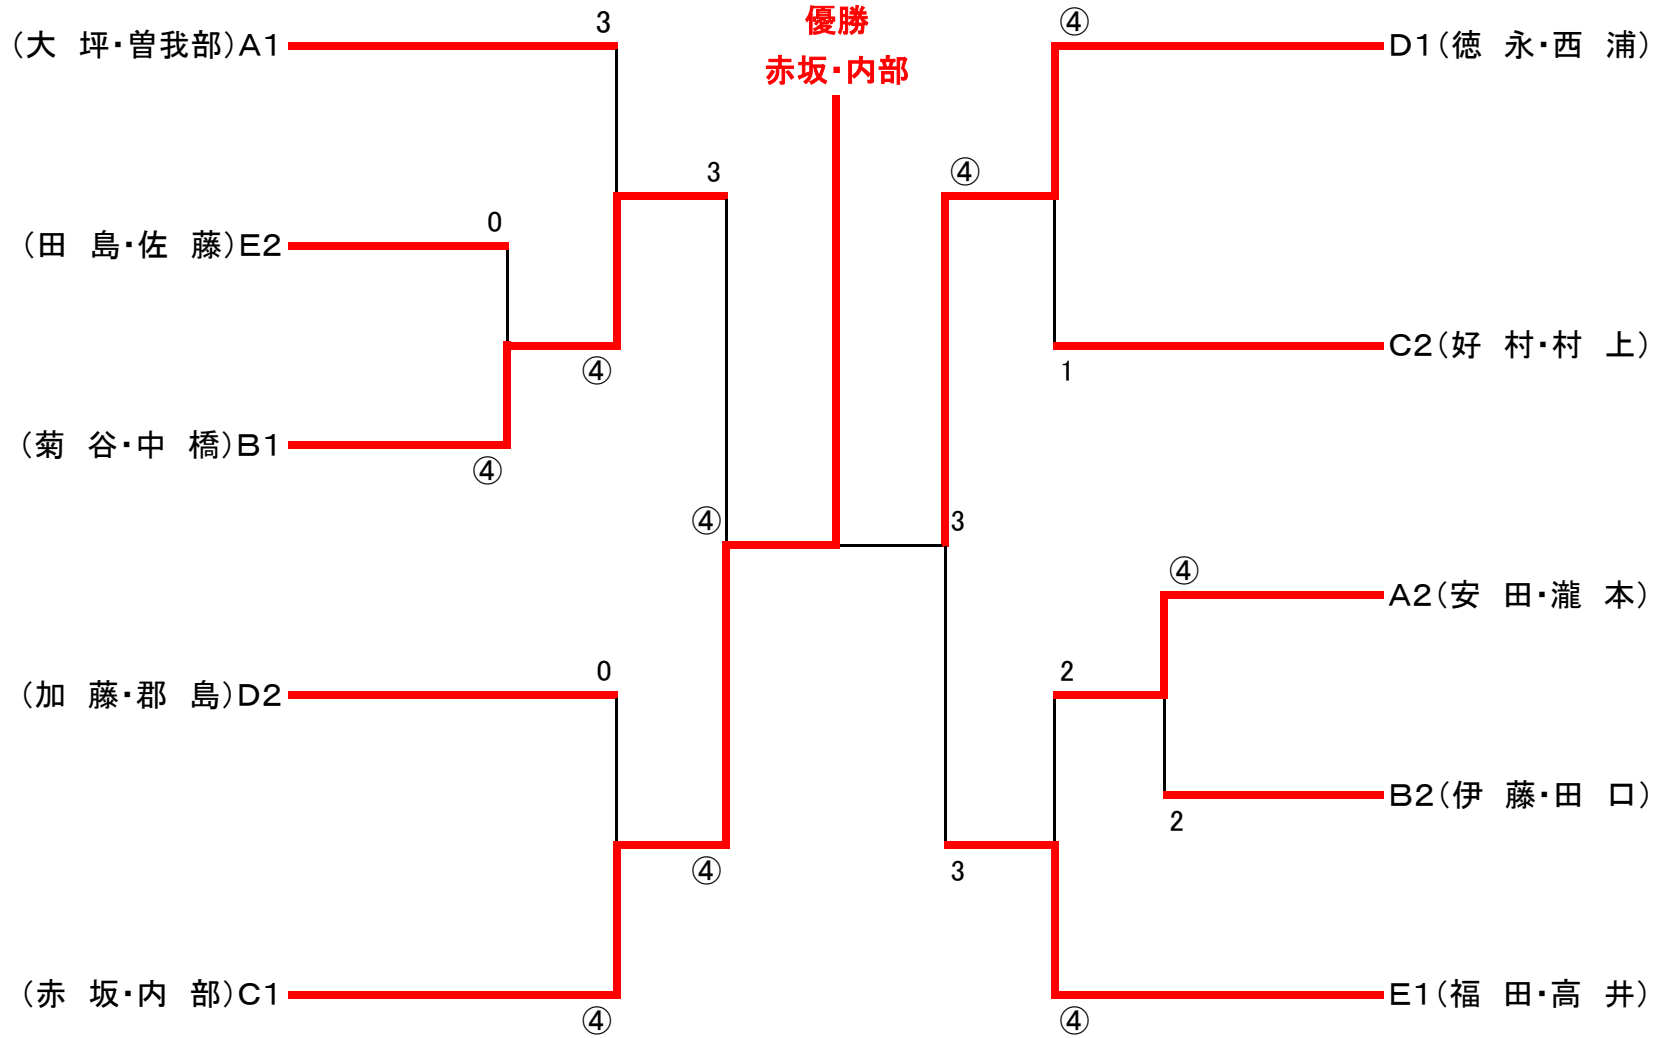 優勝
赤坂・内部
(大　坪・曽我部)A1
3
④
D1(徳　永・西　浦)
3
④
(田　島・佐　藤)E2
0
④
C2(好　村・村　上)
1
(菊　谷・中　橋)B1
④
④
3
④
A2(安　田・瀧　本)
(加　藤・郡　島)D2
0
2
B2(伊　藤・田　口)
2
④
3
(赤　坂・内　部)C1
④
④
E1(福　田・高　井)